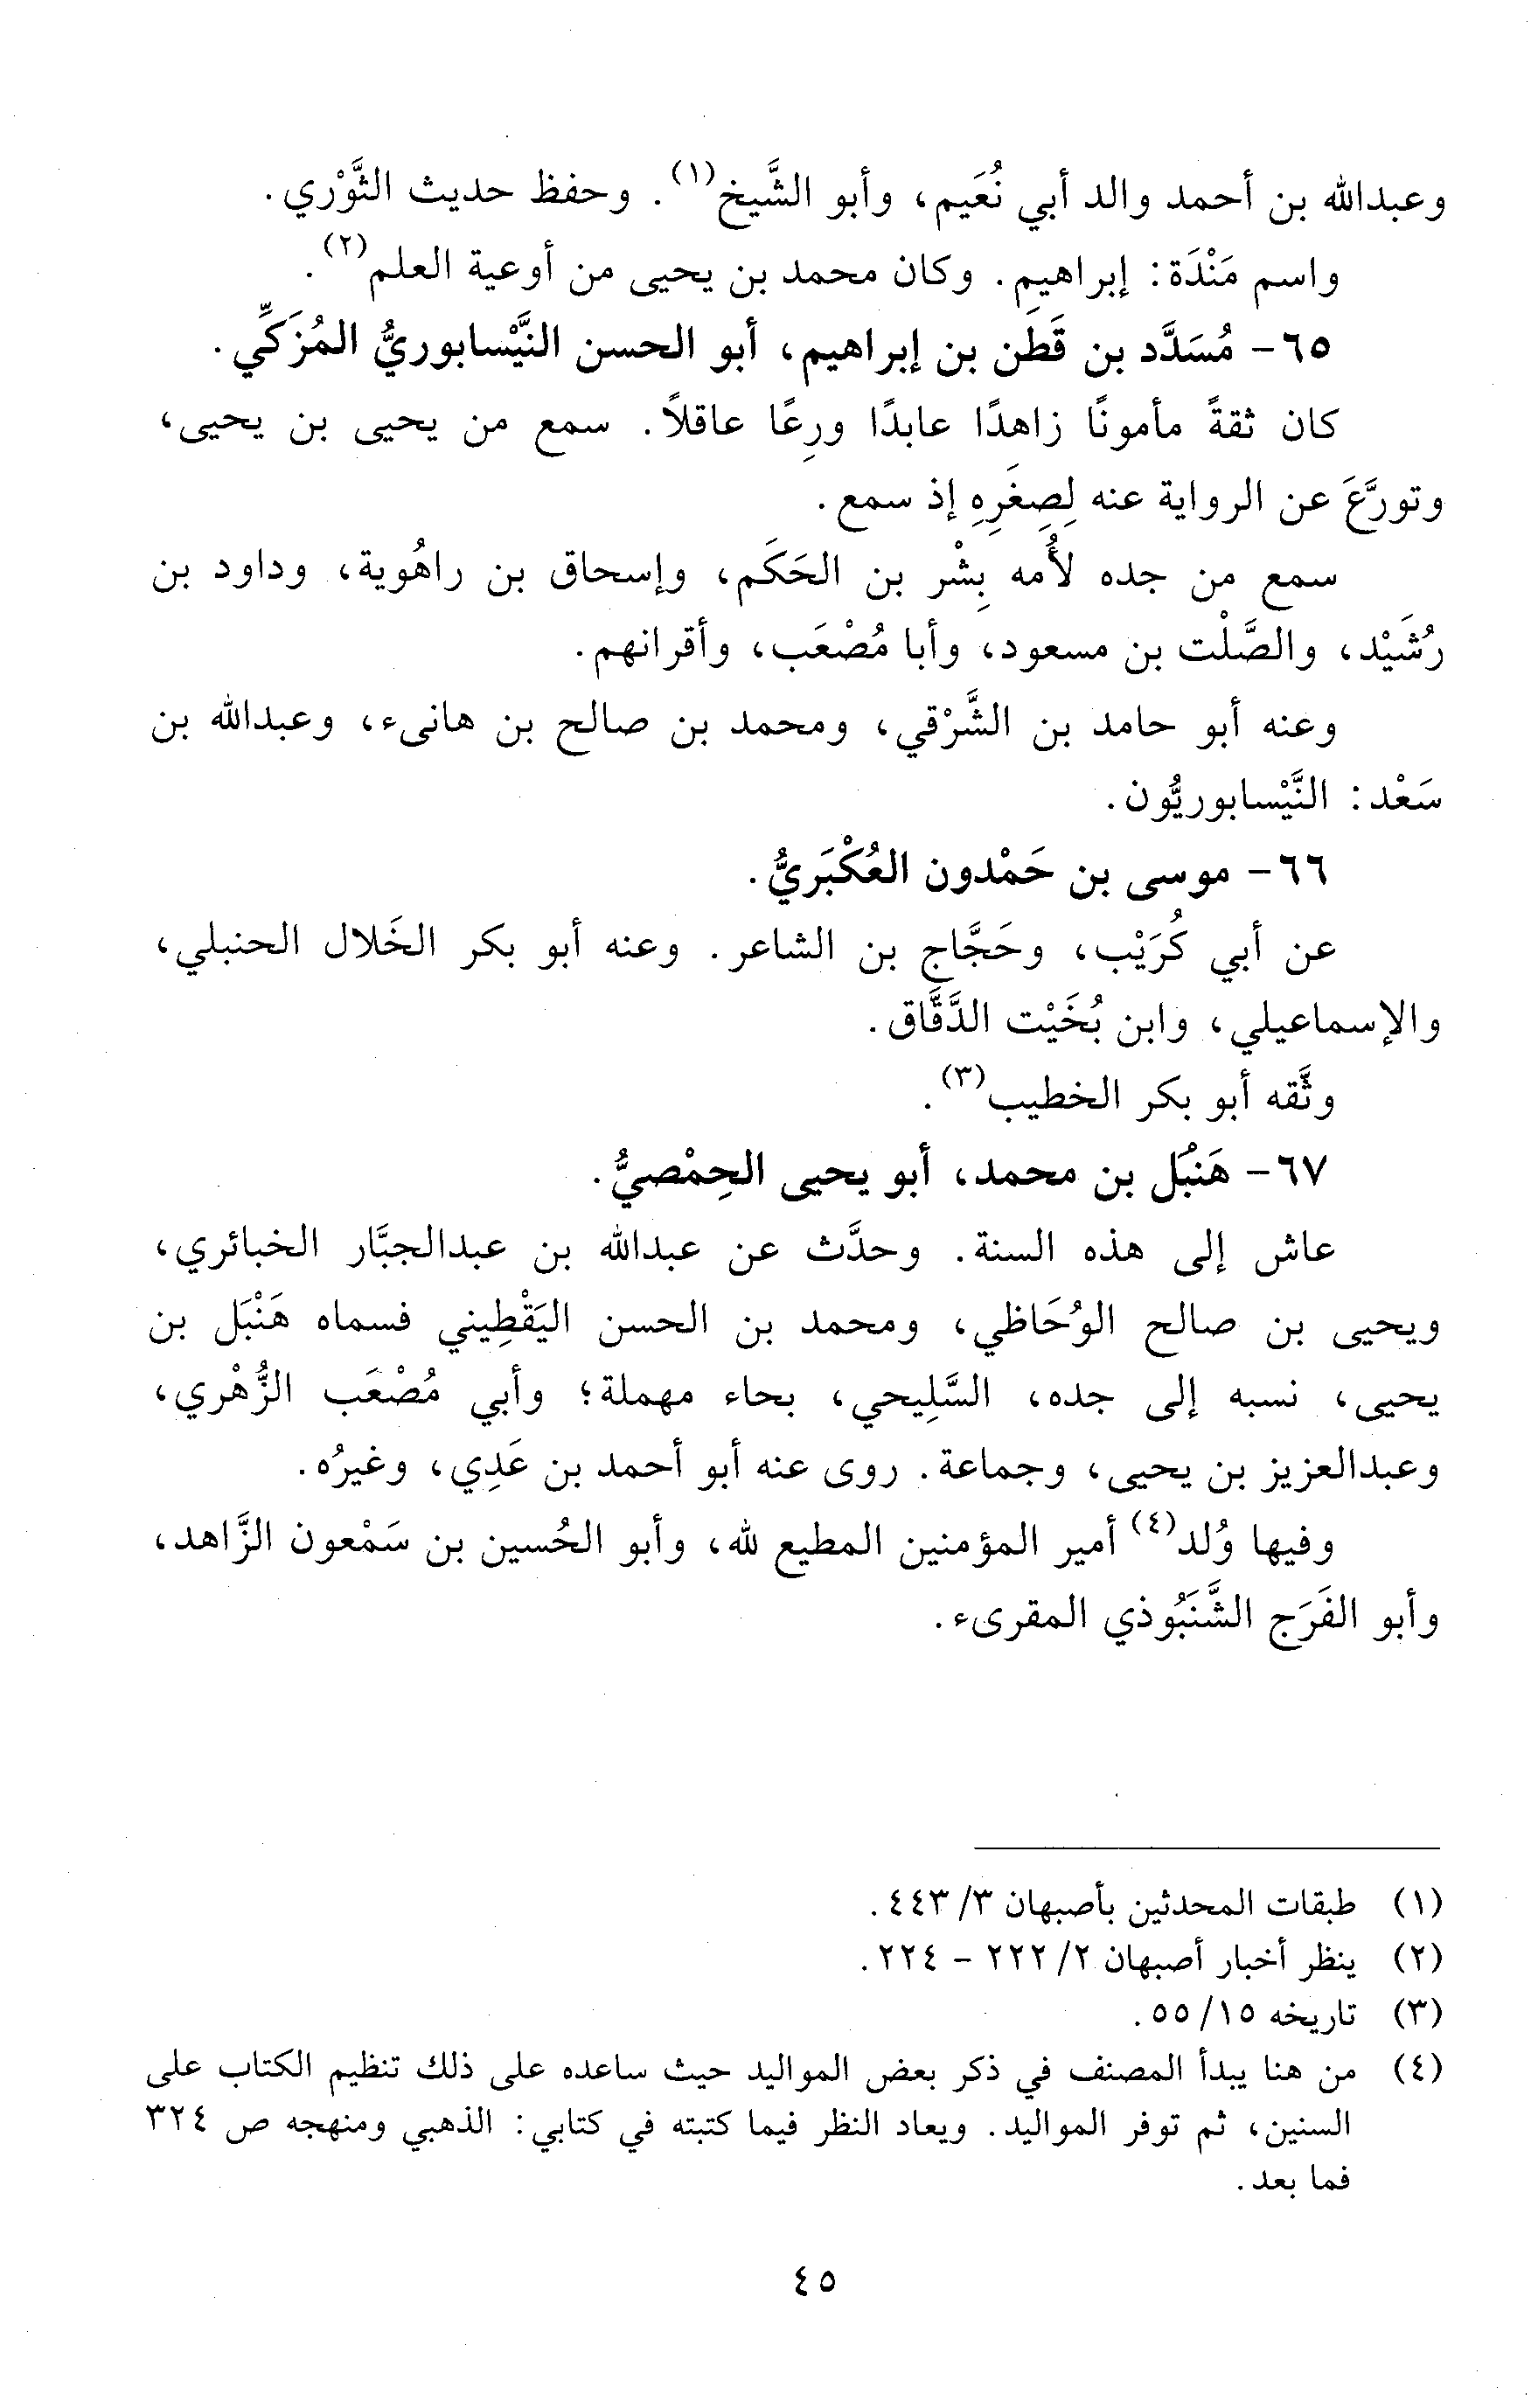 وعبدالله بن أحمد والد أبي نُعَيم، وأبو الشَّيخ(١). وحفظ حديث الثَّوْري.
واسم مَنْدَة: إبراهيم. وكان محمد بن يحيى من أوعية العلم(٢).
٦٥- مُسَدَّد بن قَطَن بن إبراهيم، أبو الحسن النَّيْسابوريُّ المُزَكِّي.
كان ثقةً مأمونًا زاهدًا عابدًا ورِعًا عاقلاً. سمع من يحيى بن يحيى،
وتورَّعَ عن الرواية عنه لِصِغَرِهِ إذ سمع.
سمع من جده لأُمه بِشْر بن الحَكَم، وإسحاق بن راهُوية، وداود بن
رُشَيْد، والصَّلْت بن مسعود، وأبا مُصْعَب، وأقرانهم.
وعنه أبو حامد بن الشَّرْقي، ومحمد بن صالح بن هانىء، وعبدالله بن
سَعْد: النَّيْسابوريُّون.
٦٦- موسى بن حَمْدون العُكْبَريُّ.
عن أبي كُرَيْب، وحَجَّاج بن الشاعر. وعنه أبو بكر الخَلال الحنبلي،
والإسماعيلي، وابن بُخَيْت الدَّقَّاق.
وثَّقه أبو بكر الخطيب(٣).
٦٧- هَنْبُل بن محمد، أبو يحيى الحِمْصيُّ.
عاش إلى هذه السنة. وحدَّث عن عبدالله بن عبدالجبَّار الخبائري،
ويحيى بن صالح الوُحَاظي، ومحمد بن الحسن اليَقْطِيني فسماه هَنْبَل بن
يحيى، نسبه إلى جده، السَّلِيحي، بحاء مهملة؛ وأبي مُصْعَب الزُّهْري،
وعبدالعزيز بن يحيى، وجماعة. روى عنه أبو أحمد بن عَدِي، وغيرُه.
وفيها وُلد(٤) أمير المؤمنين المطيع لله، وأبو الحُسين بن سَمْعون الزَّاهد،
وأبو الفَرَج الشَّنَبُوذي المقرىء.
(١) طبقات المحدثين بأصبهان ٣/ ٤٤٣.
(٢) ينظر أخبار أصبهان ٢/ ٢٢٢ - ٢٢٤.
(٣) تاريخه ١٥/ ٥٥.
(٤) من هنا يبدأ المصنف في ذكر بعض المواليد حيث ساعده على ذلك تنظيم الكتاب على
السنين، ثم توفر المواليد. ويعاد النظر فيما كتبته في كتابي: الذهبي ومنهجه ص ٣٢٤
فما بعد.
٤٥